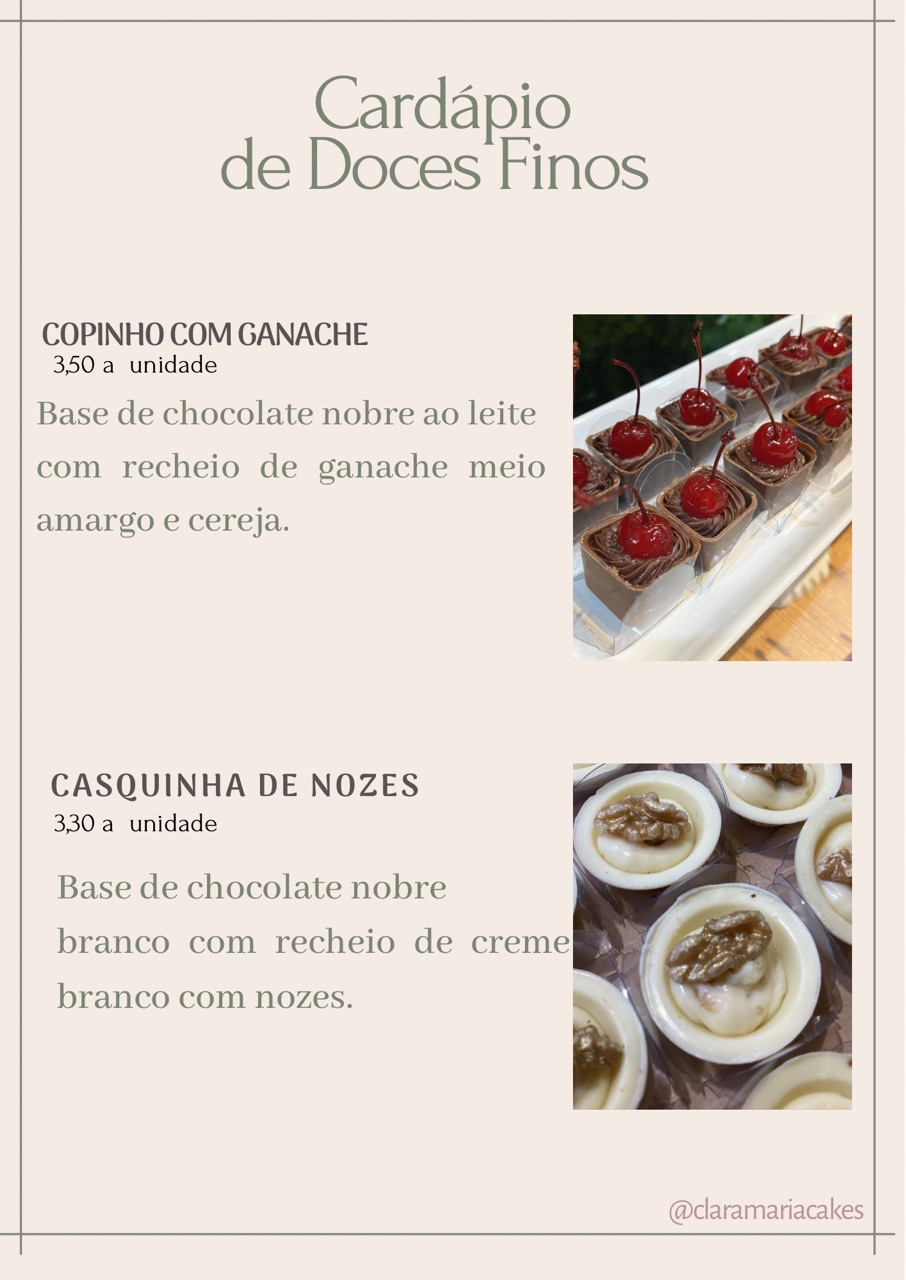 Cardápio
de Doces Finos
COPINHO COM GANACHE
3,50 a unidade
Base de chocolate nobre ao leite
com recheio de ganache meio
amargo e cereja.
CASQUINHA DE NOZES
3,30 a unidade
Base de chocolate nobre
branco com recheio de creme
branco com nozes.
@claramariacakes